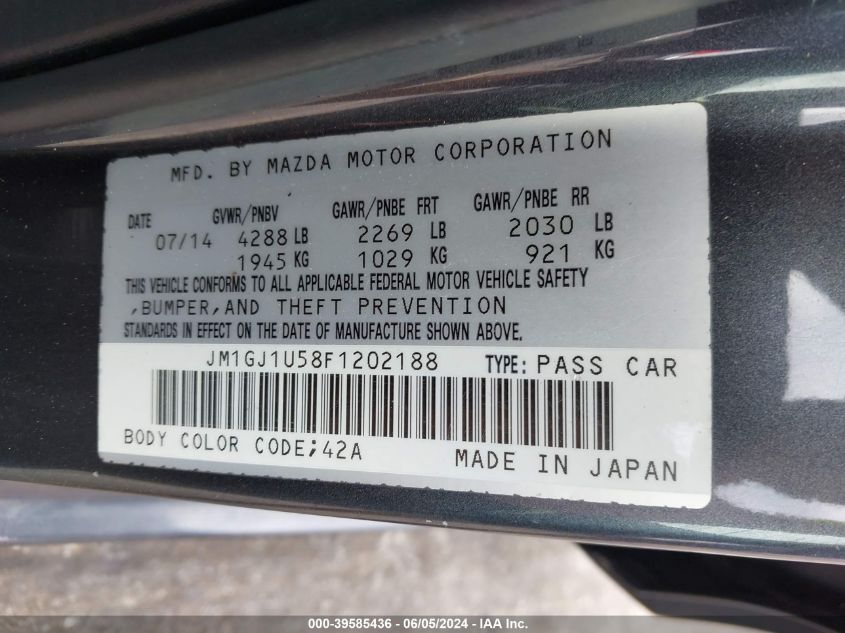 MFD. BY MAZDA MOTOR CORPORATION
DATE GVWR/PNBV GAWR/PNBE FRT GAWR/PNBE RR
07/14 4288 LB 2269 LB 2030 LB
1945 KG 1029 KG 921 KG
THIS VEHICLE CONFORMS TO ALL APPLICABLE FEDERAL MOTOR VEHICLE SAFETY
,BUMPER,AND THEFT PREVENTION
STANDARDS IN EFFECT ON THE DATE OF MANUFACTURE SHOWN ABOVE.
JM1GJ1U58F1202188 TYPE: PASS CAR
BODY COLOR CODE;42A
MADE IN JAPAN
000-39585436 - 06/05/2024 - IAAI Inc.